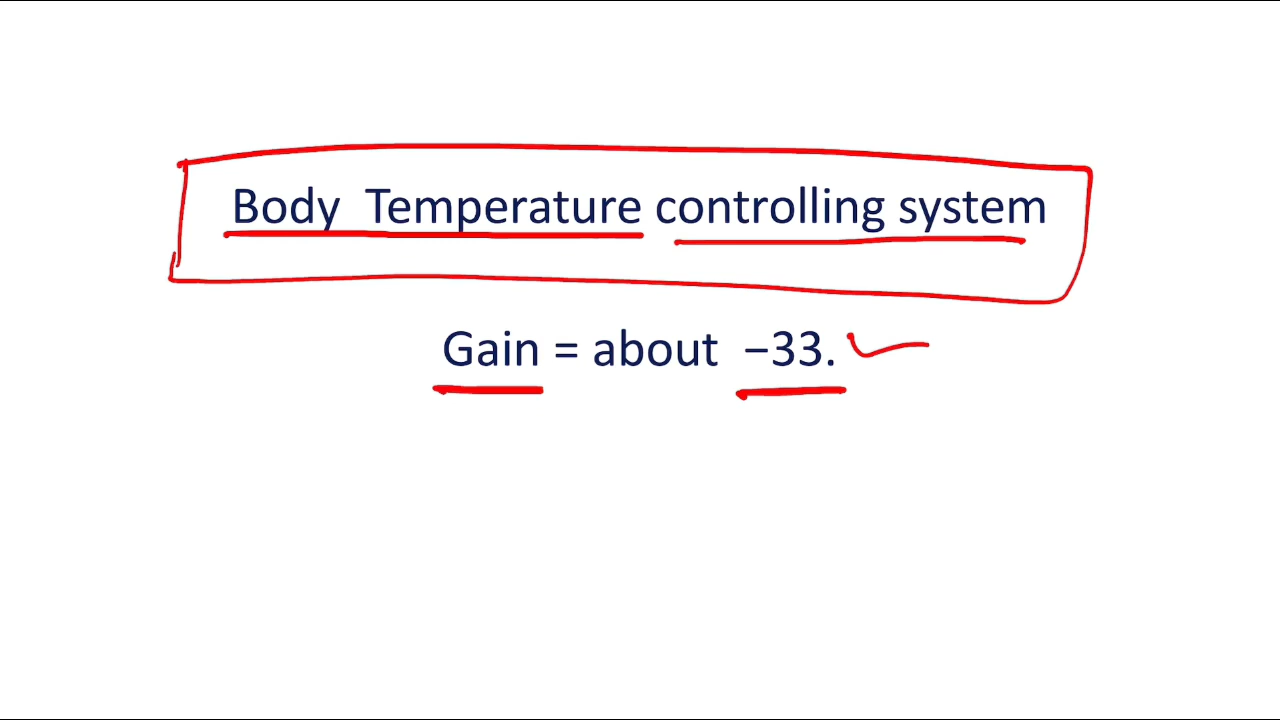 Body Temperature controlling system
Gain = about −33.